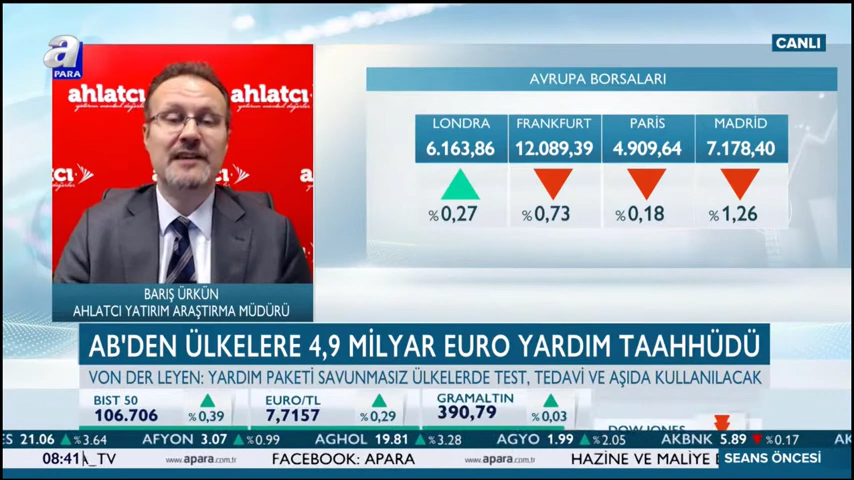 a
PARA
CANLI
ahlatcı
yatırım menkul değerler
ahlatcı
AVRUPA BORSALARI
LONDRA FRANKFURT PARİS MADRİD
6.163,86 12.089,39 4.909,64 7.178,40
%0,27 %0,73 %0,18 %1,26
BARIŞ ÜRKÜN
AHLATCI YATIRIM ARAŞTIRMA MÜDÜRÜ
AB'DEN ÜLKELERE 4,9 MİLYAR EURO YARDIM TAAHHÜDÜ
VON DER LEYEN: YARDIM PAKETİ SAVUNMASIZ ÜLKELERDE TEST, TEDAVİ VE AŞIDA KULLANILACAK
BIST 50 EURO/TL GRAMALTIN
106.706 %0,39 7,7157 %0,29 390,79 %0,03
DOW JONES
ES 21.06 %3.64 AFYON 3.07 %0.99 AGHOL 19.81 %3.28 AGYO 1.99 %2.05 AKBNK 5.89 %0.17 AKCNS
08:41 A_TV www.apara.com.tr FACEBOOK: APARA www.apara.com.tr HAZİNE VE MALİYE SEANS ÖNCESİ